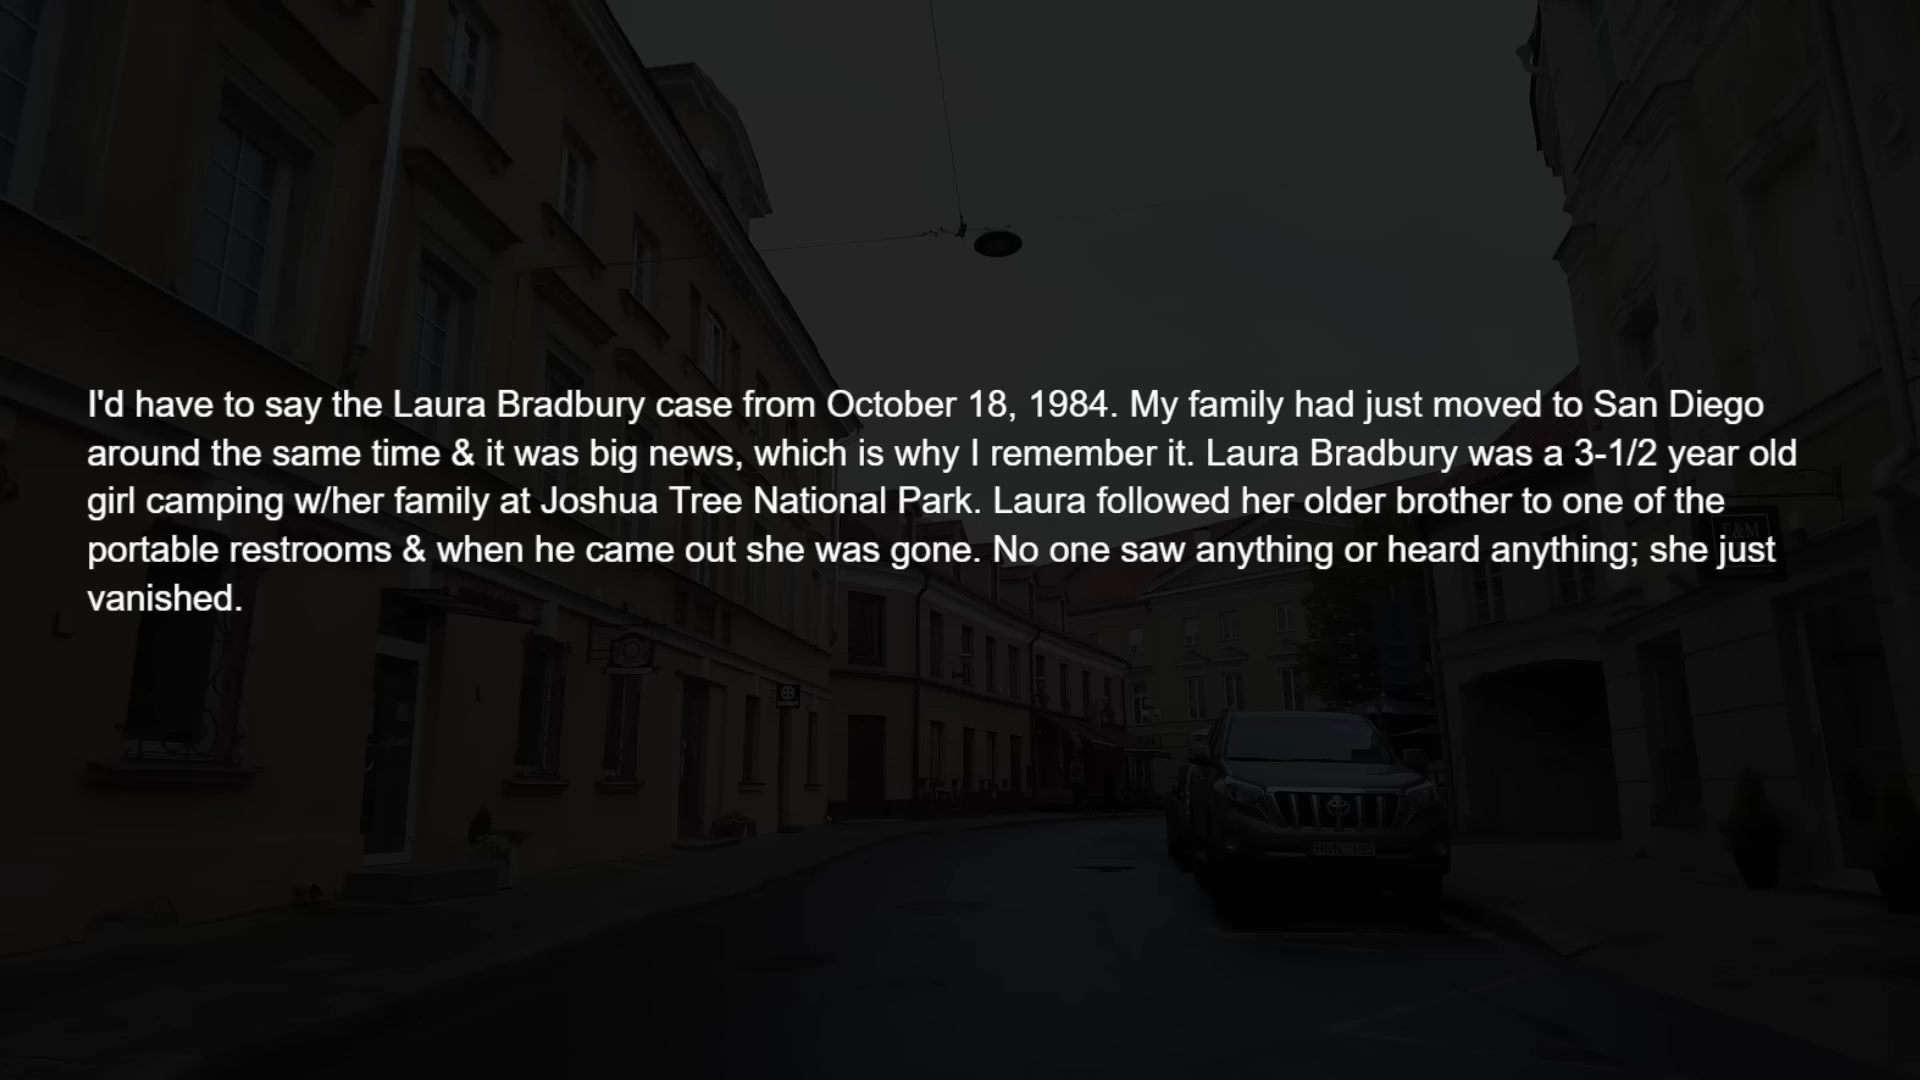 I'd have to say the Laura Bradbury case from October 18, 1984. My family had just moved to San Diego
around the same time & it was big news, which is why I remember it. Laura Bradbury was a 3-1/2 year old
girl camping w/her family at Joshua Tree National Park. Laura followed her older brother to one of the
portable restrooms & when he came out she was gone. No one saw anything or heard anything; she just
vanished.